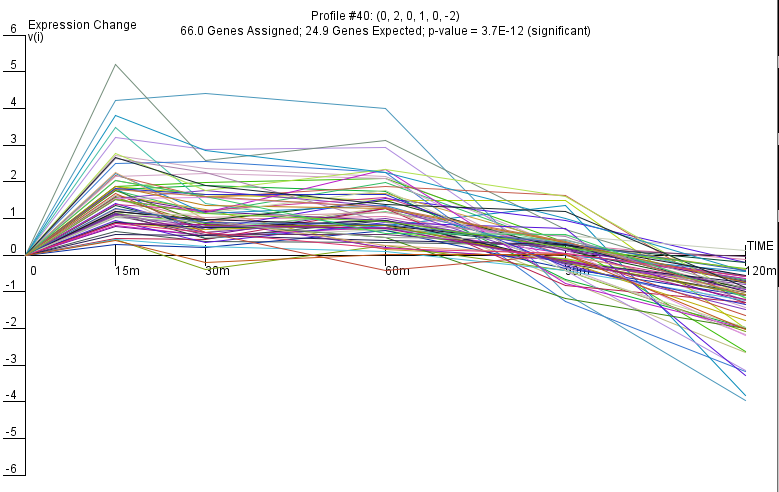 Profile #40: (0, 2, 0, 1, 0, -2)
Expression Change
66.0 Genes Assigned; 24.9 Genes Expected; p-value = 3.7E-12 (significant)
v(i)
6
5
4
3
2
1
0
-1
-2
-3
-4
-5
-6
TIME
0 15m 30m 60m 90m 120m